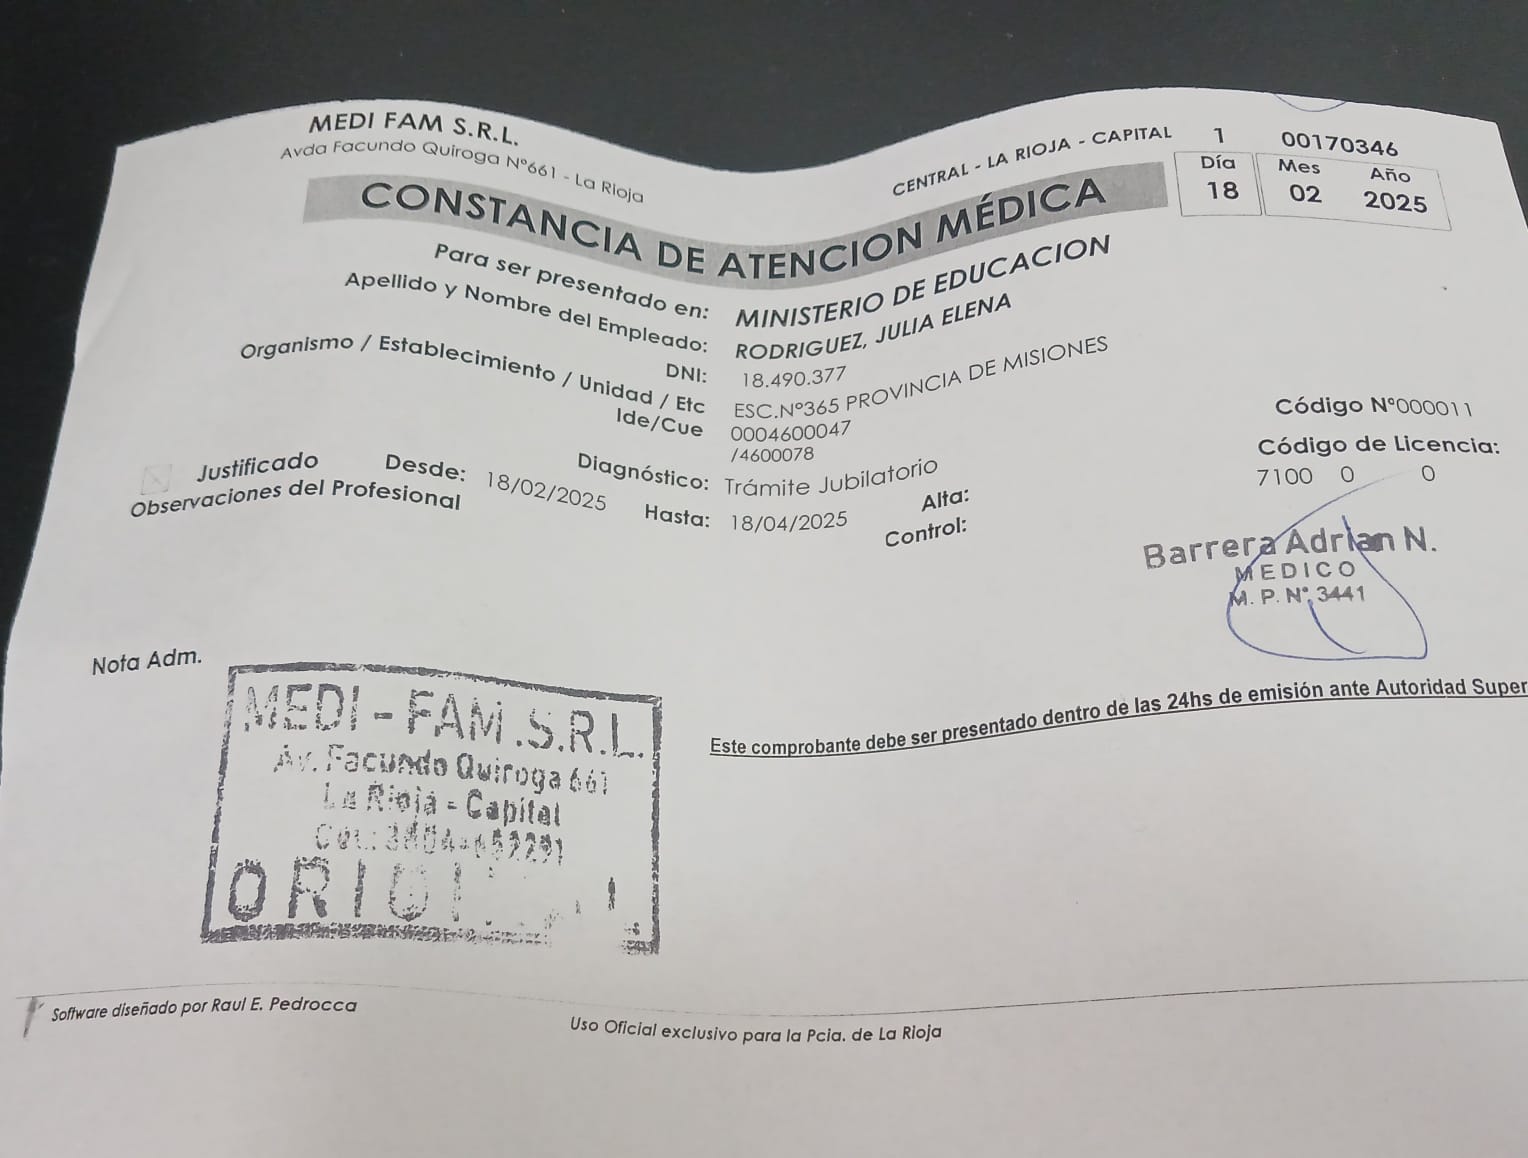 MEDI FAM S.R.L.
Avda Facundo Quiroga Nº661 - La Rioja
CENTRAL - LA RIOJA - CAPITAL 1 00170346
Día Mes Año
18 02 2025
CONSTANCIA DE ATENCION MÉDICA
Para ser presentado en: MINISTERIO DE EDUCACION
Apellido y Nombre del Empleado: RODRIGUEZ, JULIA ELENA
DNI: 18.490.377
Organismo / Establecimiento / Unidad / Etc ESC.Nº365 PROVINCIA DE MISIONES
Ide/Cue 0004600047
/4600078
Código Nº000011
Código de Licencia:
7100 0 0
Diagnóstico: Trámite Jubilatorio
Justificado Desde: 18/02/2025 Hasta: 18/04/2025 Alta:
Control:
Observaciones del Profesional
Barrera Adrian N.
MEDICO
M. P. Nº 3441
Nota Adm.
Este comprobante debe ser presentado dentro de las 24hs de emisión ante Autoridad Super
MEDI - FAM .S.R.L.
Av. Facundo Quiroga 661
La Rioja - Capital
Software diseñado por Raul E. Pedrocca
Uso Oficial exclusivo para la Pcia. de La Rioja